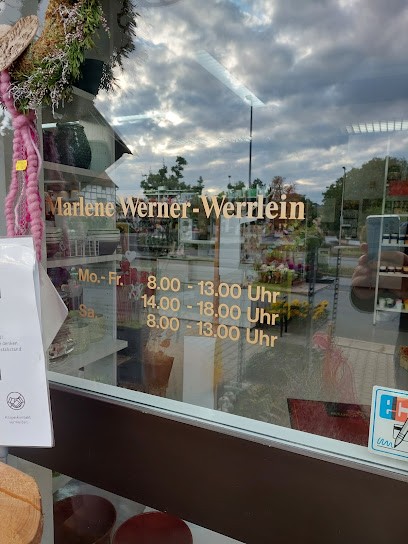 Marlene Werner-Werrlein
Mo.- Fr. 8.00 - 13.00 Uhr
14.00 - 18.00 Uhr
Sa. 8.00 - 13.00 Uhr